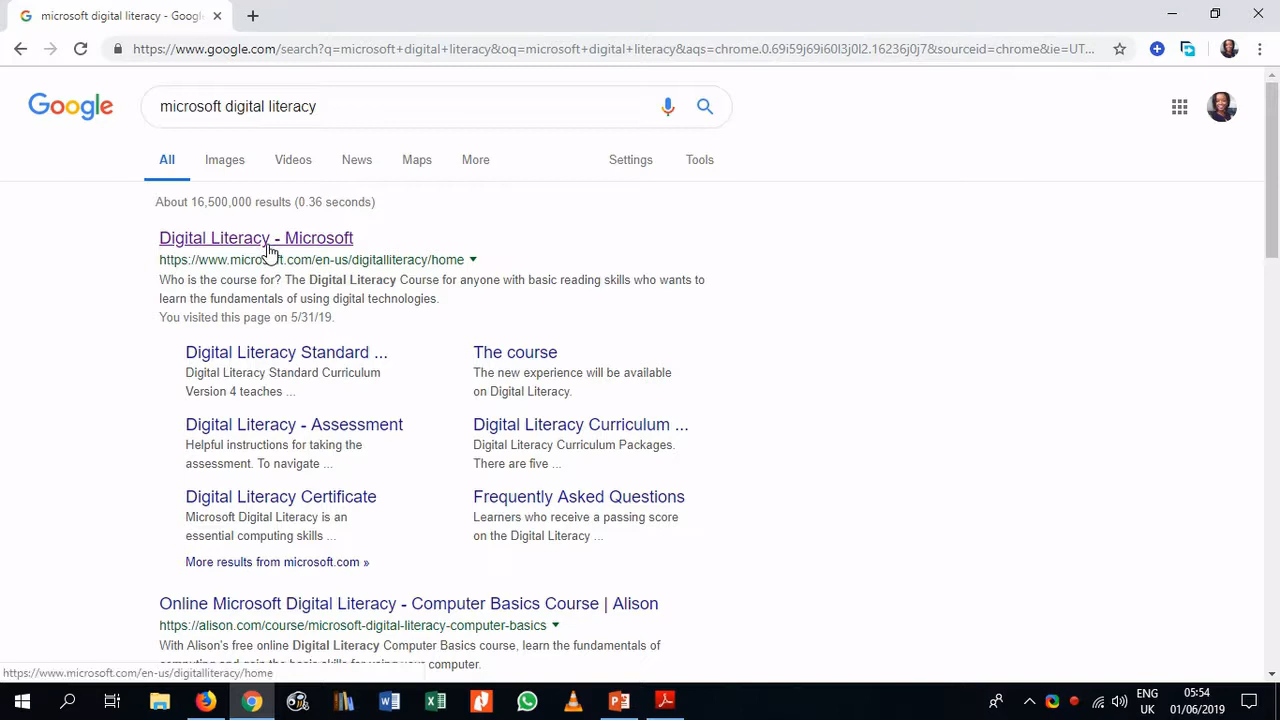 microsoft digital literacy - Googl
https://www.google.com/search?q=microsoft+digital+literacy&oq=microsoft+digital+literacy&aqs=chrome.0.69i59j69i60l3j0l2.16236j0j7&sourceid=chrome&ie=UT...
Google
microsoft digital literacy
All Images Videos News Maps More Settings Tools
About 16,500,000 results (0.36 seconds)
Digital Literacy - Microsoft
https://www.microsoft.com/en-us/digitalliteracy/home
Who is the course for? The Digital Literacy Course for anyone with basic reading skills who wants to
learn the fundamentals of using digital technologies.
You visited this page on 5/31/19.
Digital Literacy Standard ...
Digital Literacy Standard Curriculum
Version 4 teaches ...
The course
The new experience will be available
on Digital Literacy.
Digital Literacy - Assessment
Helpful instructions for taking the
assessment. To navigate ...
Digital Literacy Curriculum ...
Digital Literacy Curriculum Packages.
There are five ...
Digital Literacy Certificate
Microsoft Digital Literacy is an
essential computing skills ...
Frequently Asked Questions
Learners who receive a passing score
on the Digital Literacy ...
More results from microsoft.com »
Online Microsoft Digital Literacy - Computer Basics Course | Alison
https://alison.com/course/microsoft-digital-literacy-computer-basics
With Alison's free online Digital Literacy Computer Basics course, learn the fundamentals of
computing and gain the basic skills for using your computer.
https://www.microsoft.com/en-us/digitalliteracy/home
ENG
UK
05:54
01/06/2019